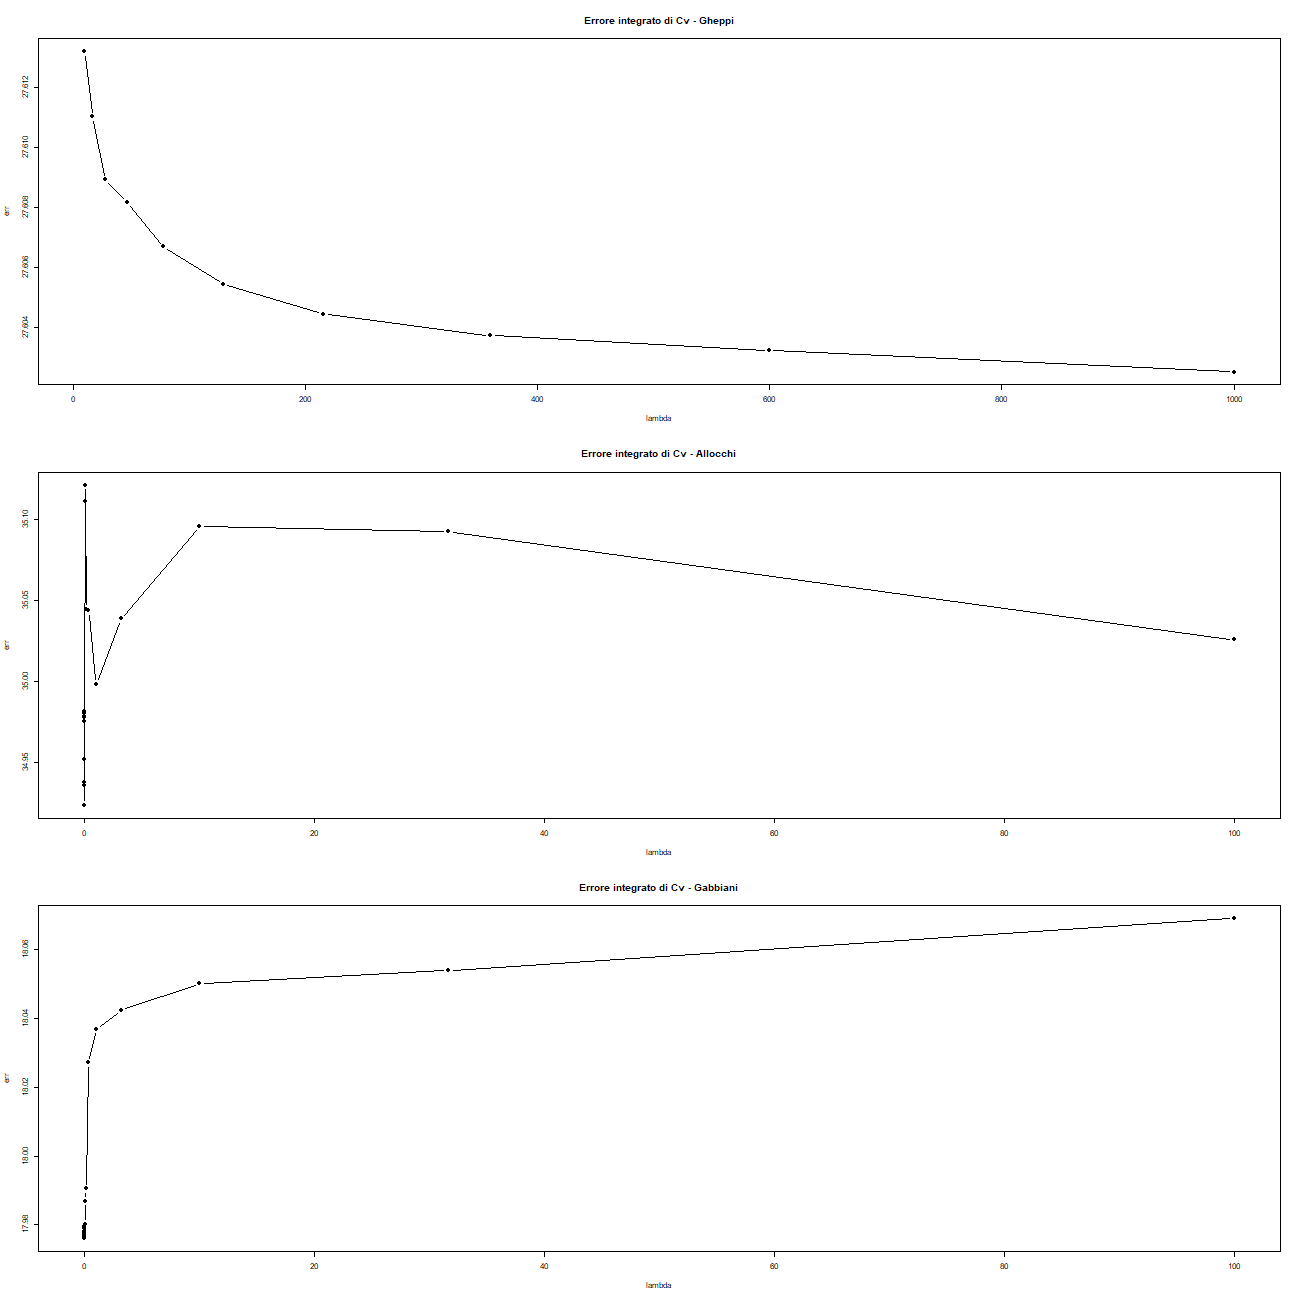 Errore integrato di Cv - Gheppi
27.612
27.610
27.608
27.606
27.604
err
0 200 400 600 800 1000
lambda
Errore integrato di Cv - Allocchi
35.10
35.05
35.00
34.95
err
0 20 40 60 80 100
lambda
Errore integrato di Cv - Gabbiani
18.06
18.04
18.02
18.00
17.98
err
0 20 40 60 80 100
lambda